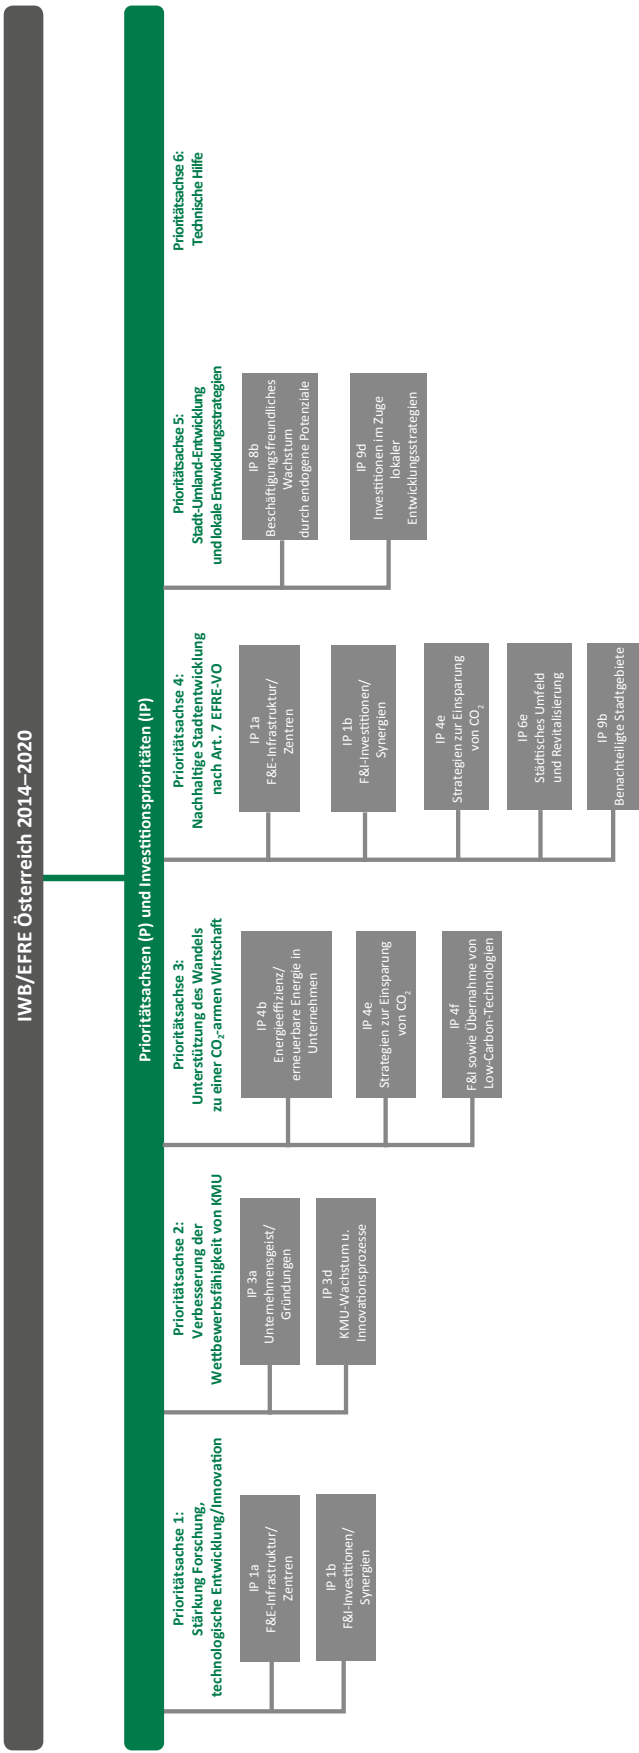 IWB/EFRE Österreich 2014–2020
Prioritätsachsen (P) und Investitionsprioritäten (IP)
Prioritätsachse 1:
Stärkung Forschung,
technologische Entwicklung/Innovation
IP 1a
F&E-Infrastruktur/
Zentren
IP 1b
F&I-Investitionen/
Synergien
Prioritätsachse 2:
Verbesserung der
Wettbewerbsfähigkeit von KMU
IP 3a
Unternehmensgeist/
Gründungen
IP 3d
KMU-Wachstum u.
Innovationsprozesse
Prioritätsachse 3:
Unterstützung des Wandels
zu einer CO₂-armen Wirtschaft
IP 4b
Energieeffizienz/
erneuerbare Energie in
Unternehmen
IP 4e
Strategien zur Einsparung
von CO₂
IP 4f
F&I sowie Übernahme von
Low-Carbon-Technologien
Prioritätsachse 4:
Nachhaltige Stadtentwicklung
nach Art. 7 EFRE-VO
IP 1a
F&E-Infrastruktur/
Zentren
IP 1b
F&I-Investitionen/
Synergien
IP 4e
Strategien zur Einsparung
von CO₂
IP 6e
Städtisches Umfeld
und Revitalisierung
IP 9b
Benachteiligte Stadtgebiete
Prioritätsachse 5:
Stadt-Umland-Entwicklung
und lokale Entwicklungsstrategien
IP 8b
Beschäftigungsfreundliches
Wachstum
durch endogene Potenziale
IP 9d
Investitionen im Zuge
lokaler
Entwicklungsstrategien
Prioritätsachse 6:
Technische Hilfe